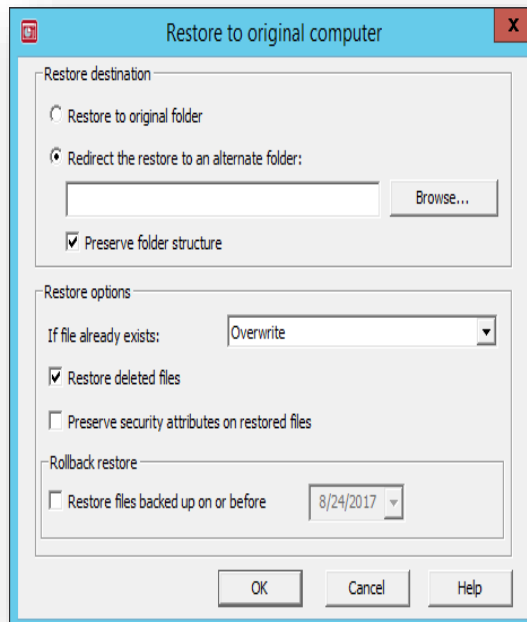 Restore to original computer
X
Restore destination
Restore to original folder
Redirect the restore to an alternate folder:
Browse...
Preserve folder structure
Restore options
If file already exists: Overwrite
Restore deleted files
Preserve security attributes on restored files
Rollback restore
Restore files backed up on or before 8/24/2017
OK Cancel Help